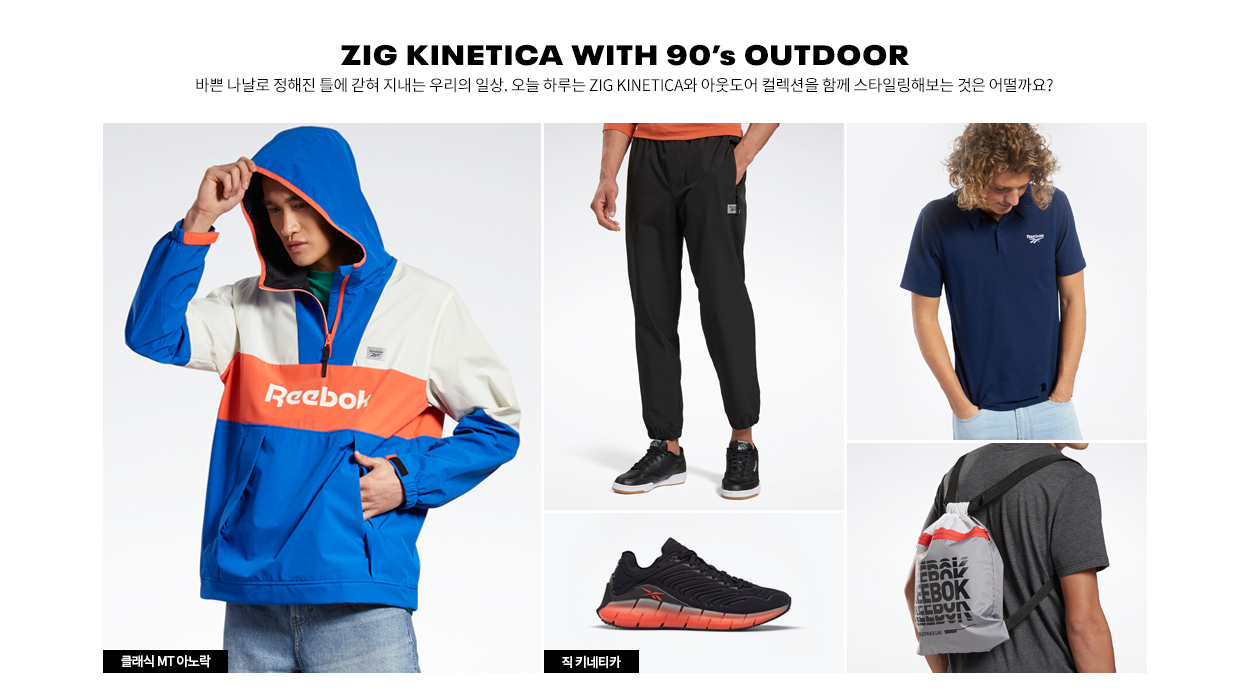 ZIG KINETICA WITH 90's OUTDOOR
바쁜 나날로 정해진 틀에 갇혀 지내는 우리의 일상. 오늘 하루는 ZIG KINETICA와 아웃도어 컬렉션을 함께 스타일링해보는 것은 어떨까요?
Reebok
클래식 MT 아노락
직 키네티카
Reebok
REEBOK
REEBOK
REEBOK